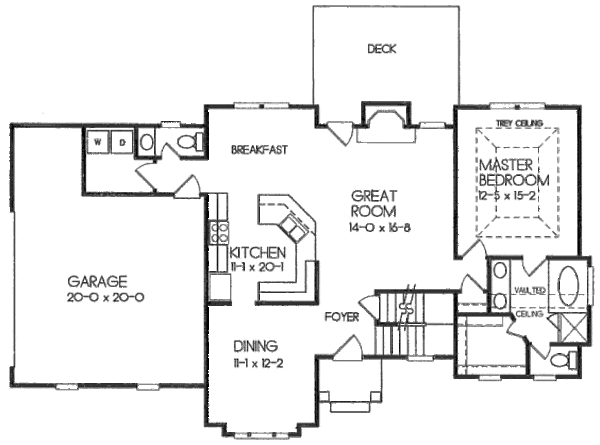 DECK
TREY CEILING
W D
BREAKFAST
MASTER
BEDROOM
12-5 x 15-2
GREAT
ROOM
14-0 x 16-8
KITCHEN
11-1 x 20-1
GARAGE
20-0 x 20-0
VAULTED
CEILING
FOYER
DINING
11-1 x 12-2